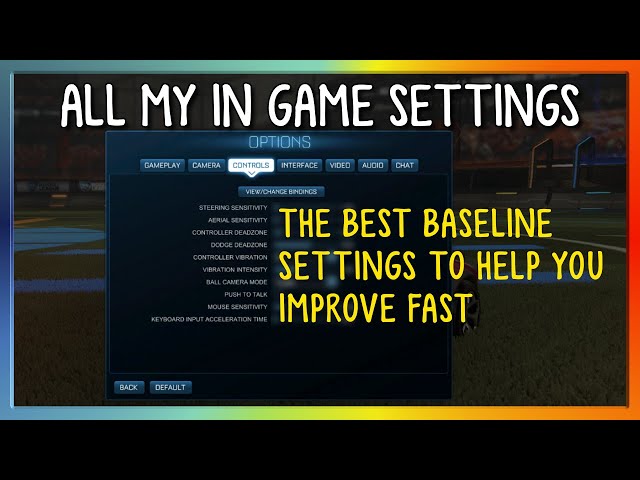 ALL MY IN GAME SETTINGS
OPTIONS
GAMEPLAY CAMERA CONTROLS INTERFACE VIDEO AUDIO CHAT
VIEW/CHANGE BINDINGS
STEERING SENSITIVITY
AERIAL SENSITIVITY
CONTROLLER DEADZONE
DODGE DEADZONE
CONTROLLER VIBRATION
VIBRATION INTENSITY
BALL CAMERA MODE
PUSH TO TALK
MOUSE SENSITIVITY
KEYBOARD INPUT ACCELERATION TIME
THE BEST BASELINE
SETTINGS TO HELP YOU
IMPROVE FAST
BACK DEFAULT